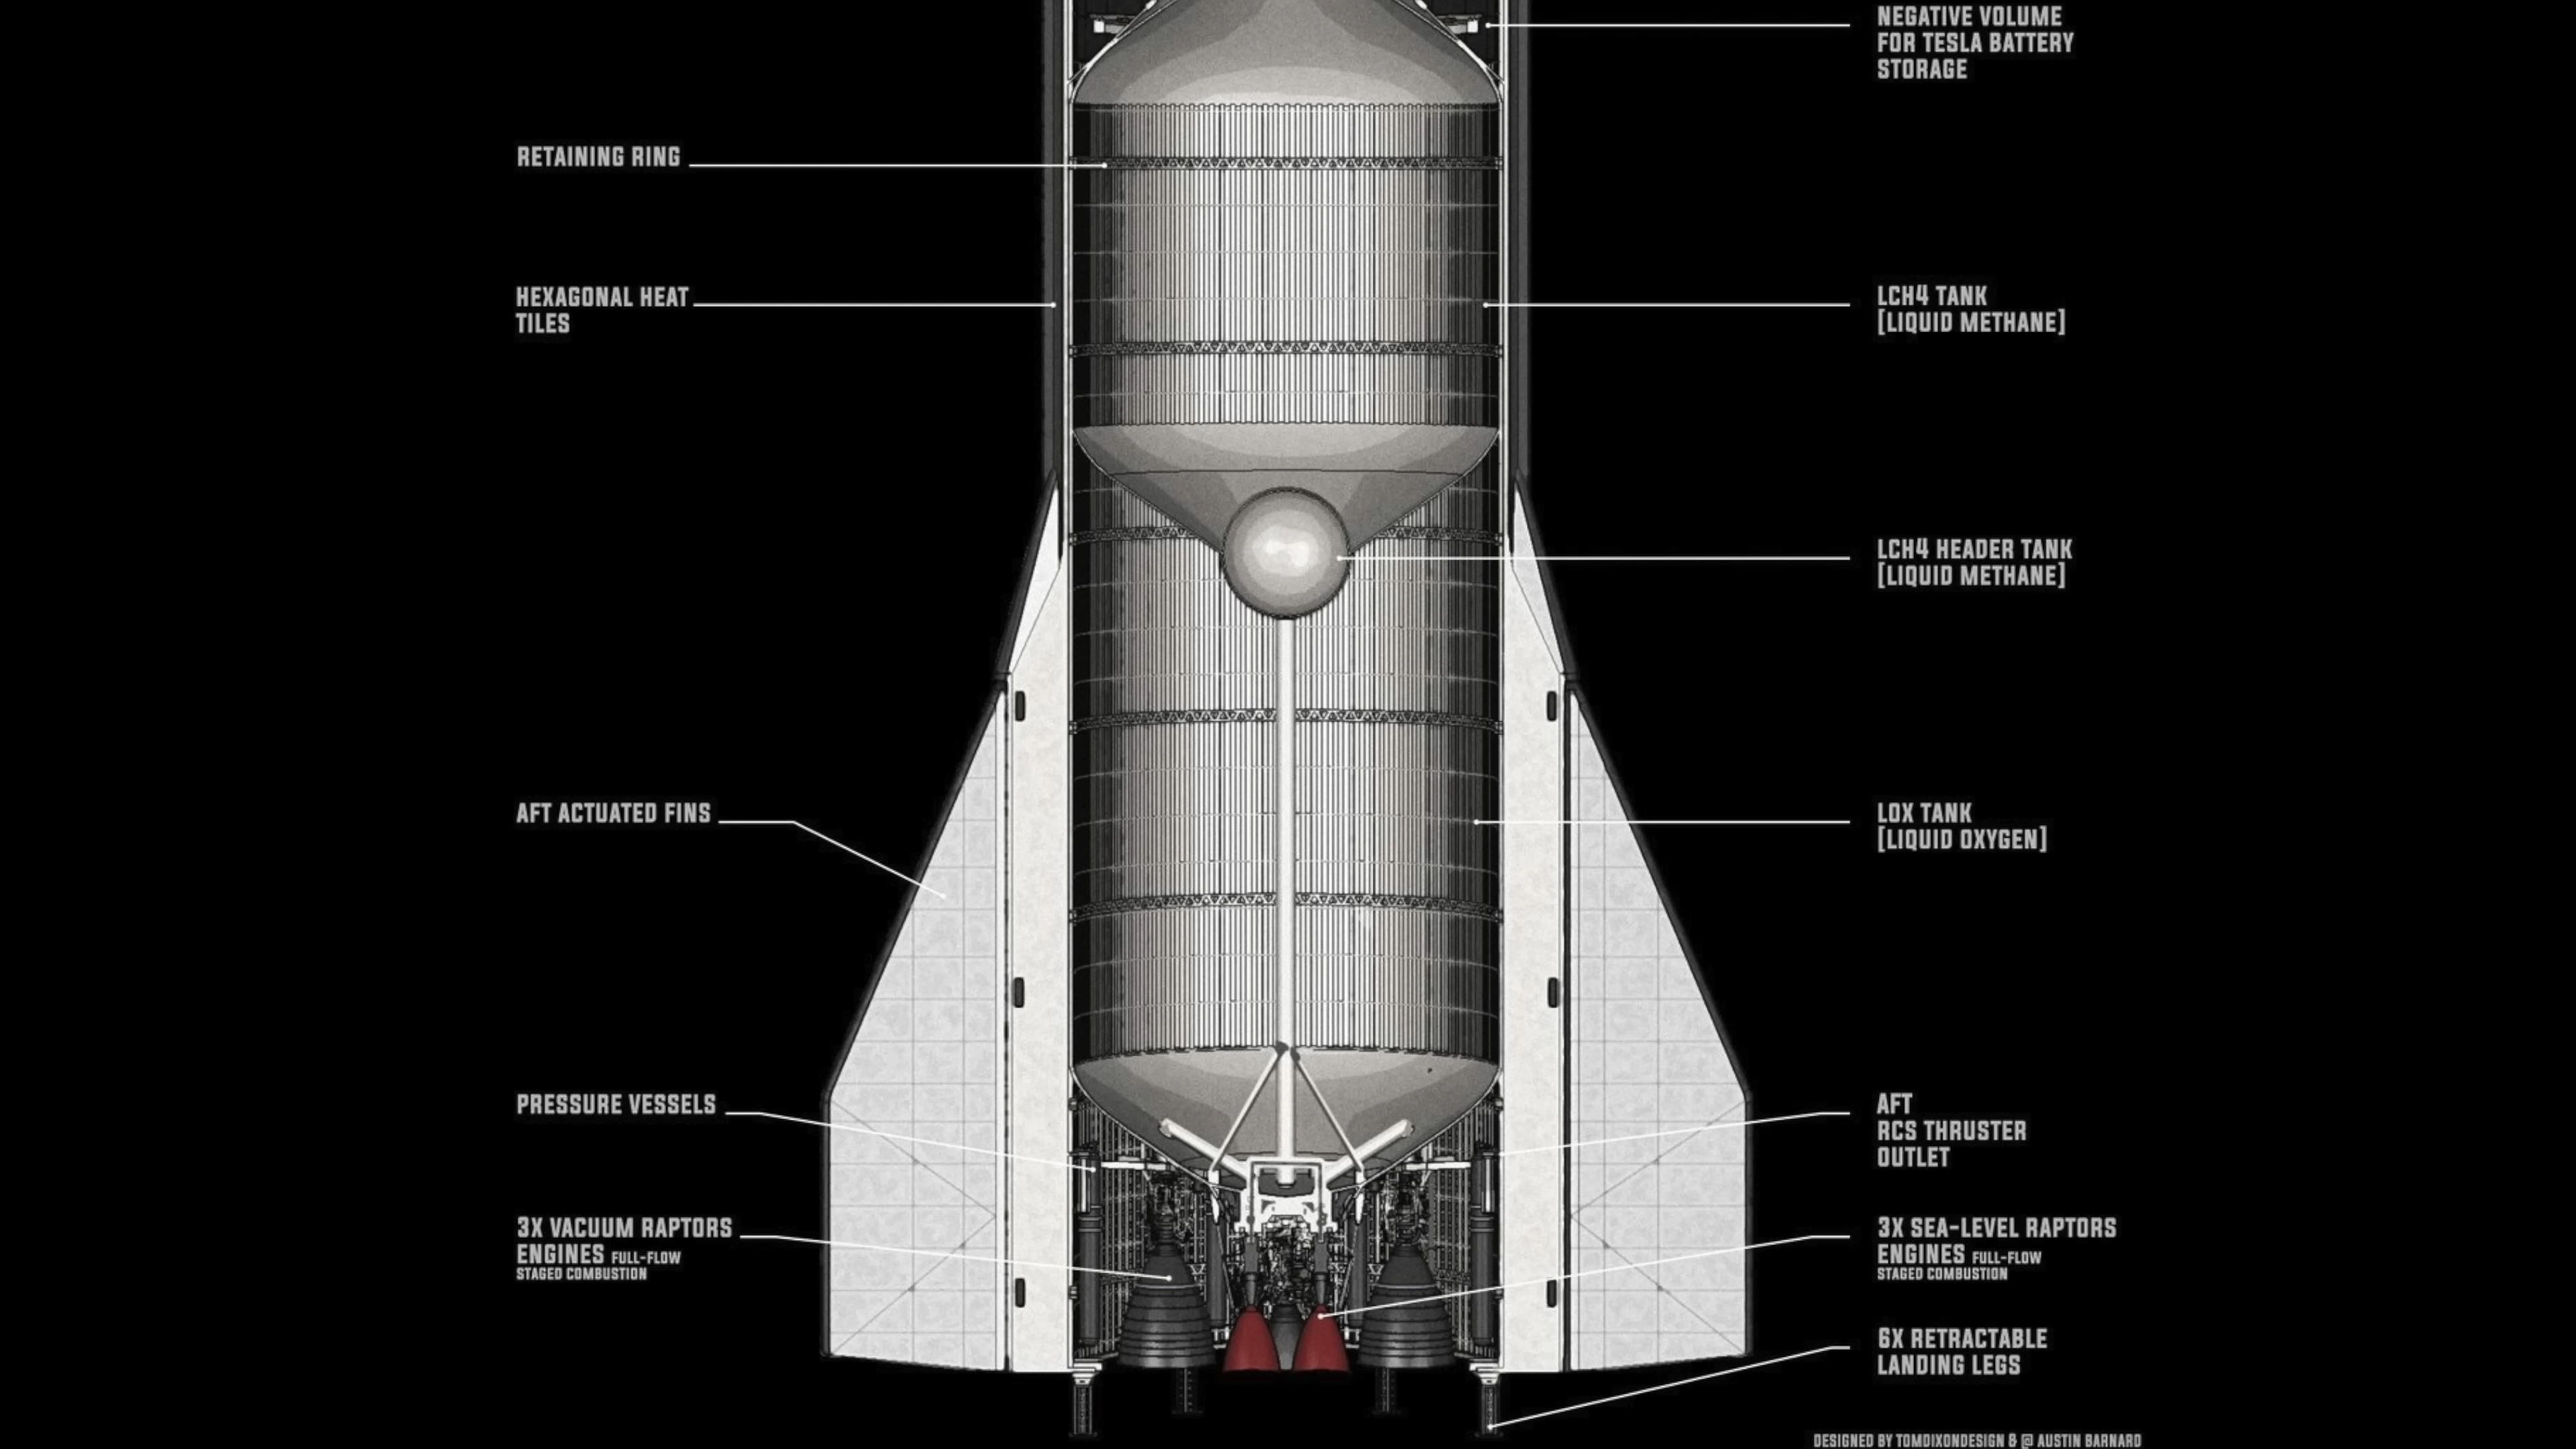 NEGATIVE VOLUME
FOR TESLA BATTERY
STORAGE
RETAINING RING
HEXAGONAL HEAT
TILES
LCH4 TANK
[LIQUID METHANE]
LCH4 HEADER TANK
[LIQUID METHANE]
AFT ACTUATED FINS
LOX TANK
[LIQUID OXYGEN]
PRESSURE VESSELS
AFT
RCS THRUSTER
OUTLET
3X VACUUM RAPTORS
ENGINES FULL-FLOW
STAGED COMBUSTION
3X SEA-LEVEL RAPTORS
ENGINES FULL-FLOW
STAGED COMBUSTION
6X RETRACTABLE
LANDING LEGS
DESIGNED BY TOMDIXONDESIGN & @ AUSTIN BARNARD